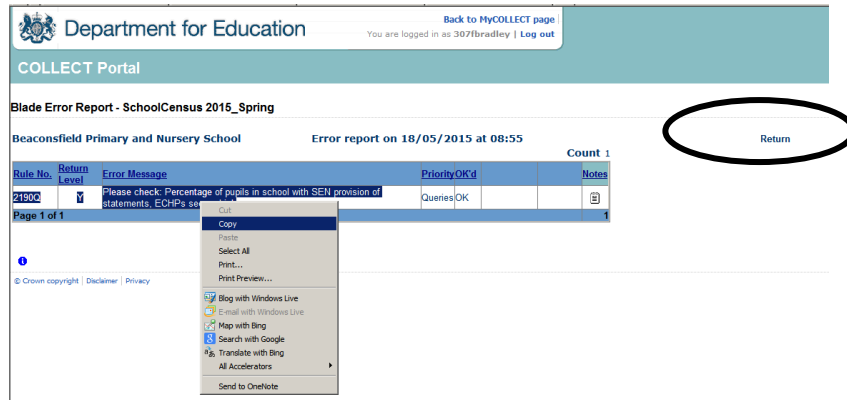 Department for Education
Back to MyCOLLECT page
You are logged in as 307fbradley | Log out
COLLECT Portal
Blade Error Report - SchoolCensus 2015_Spring
Beaconsfield Primary and Nursery School Error report on 18/05/2015 at 08:55 Return
Count 1
Rule No. Return Level Error Message Priority OK'd Notes
2190Q Y Please check: Percentage of pupils in school with SEN provision of Queries OK
statements, ECHPs
Page 1 of 1 1
Cut
Copy
Paste
Select All
Print...
Print Preview...
Blog with Windows Live
E-mail with Windows Live
Map with Bing
Search with Google
Translate with Bing
All Accelerators
Send to OneNote
© Crown copyright | Disclaimer | Privacy